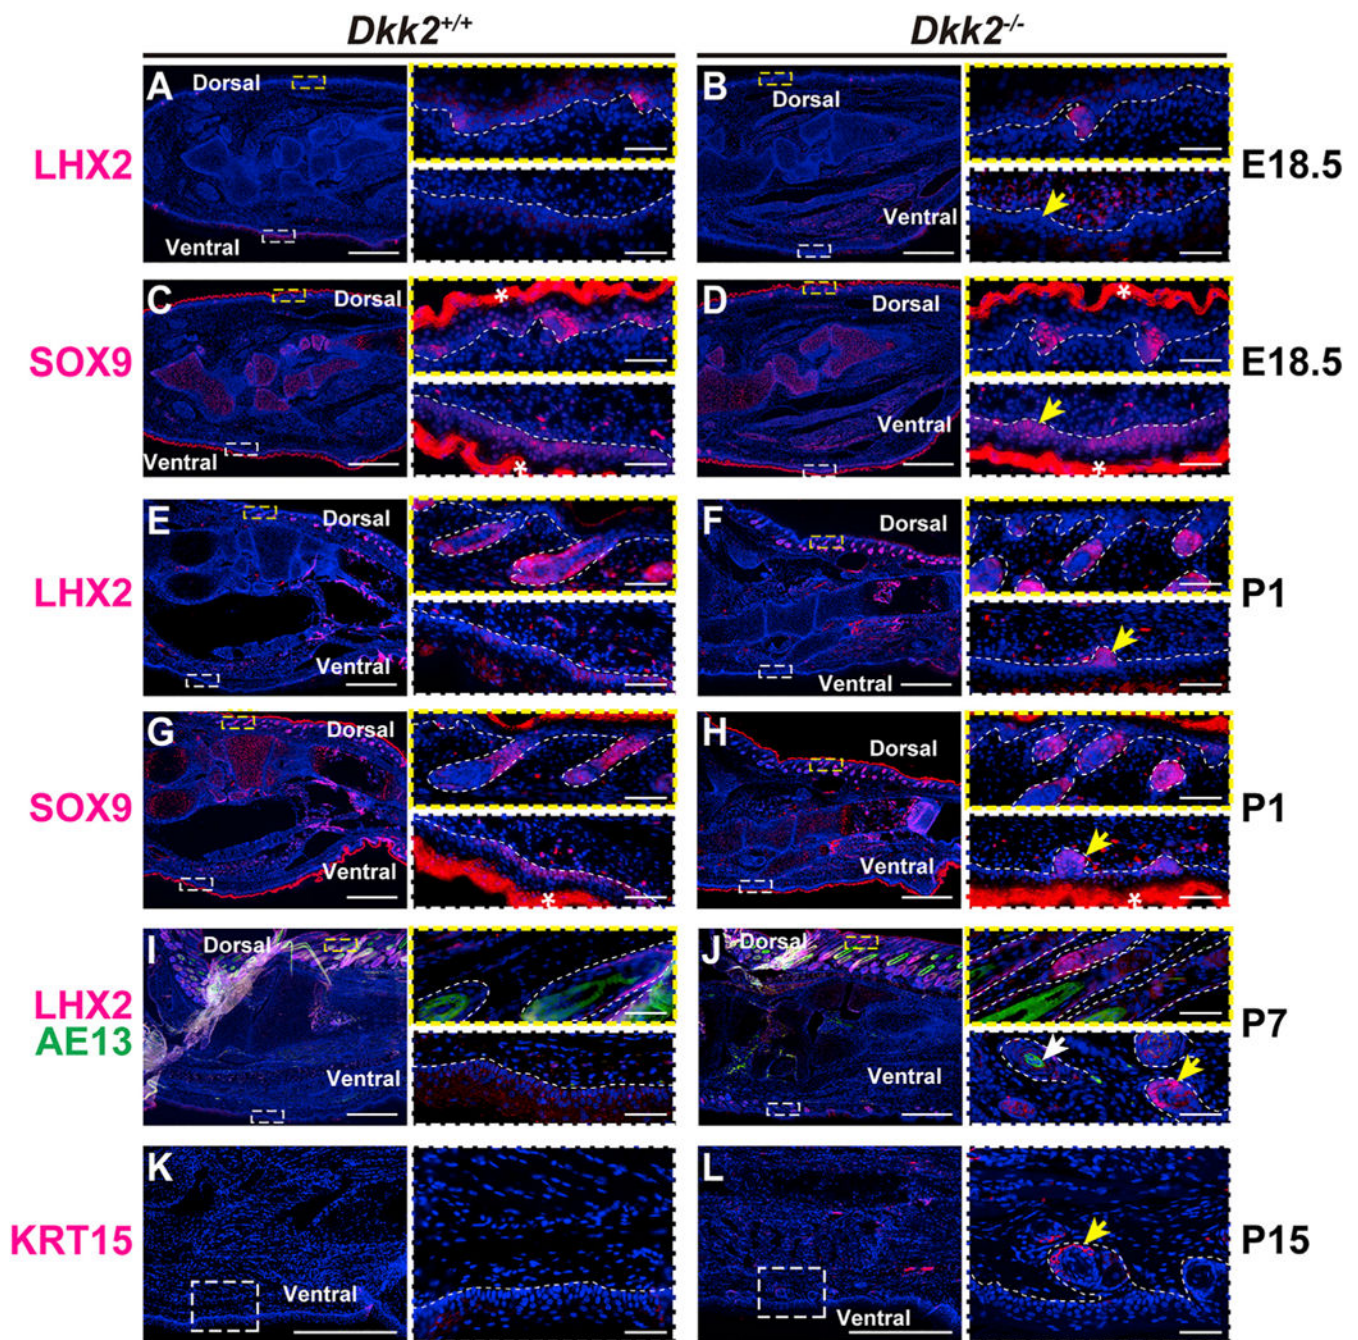 Dkk2+/+ Dkk2-/-
LHX2 A Dorsal Ventral B Dorsal Ventral E18.5
SOX9 C Dorsal Ventral * * D Dorsal Ventral * * E18.5
LHX2 E Dorsal Ventral F Dorsal Ventral P1
SOX9 G Dorsal Ventral * H Dorsal Ventral * P1
LHX2 AE13 I Dorsal Ventral J Dorsal Ventral P7
KRT15 K Ventral L Ventral P15